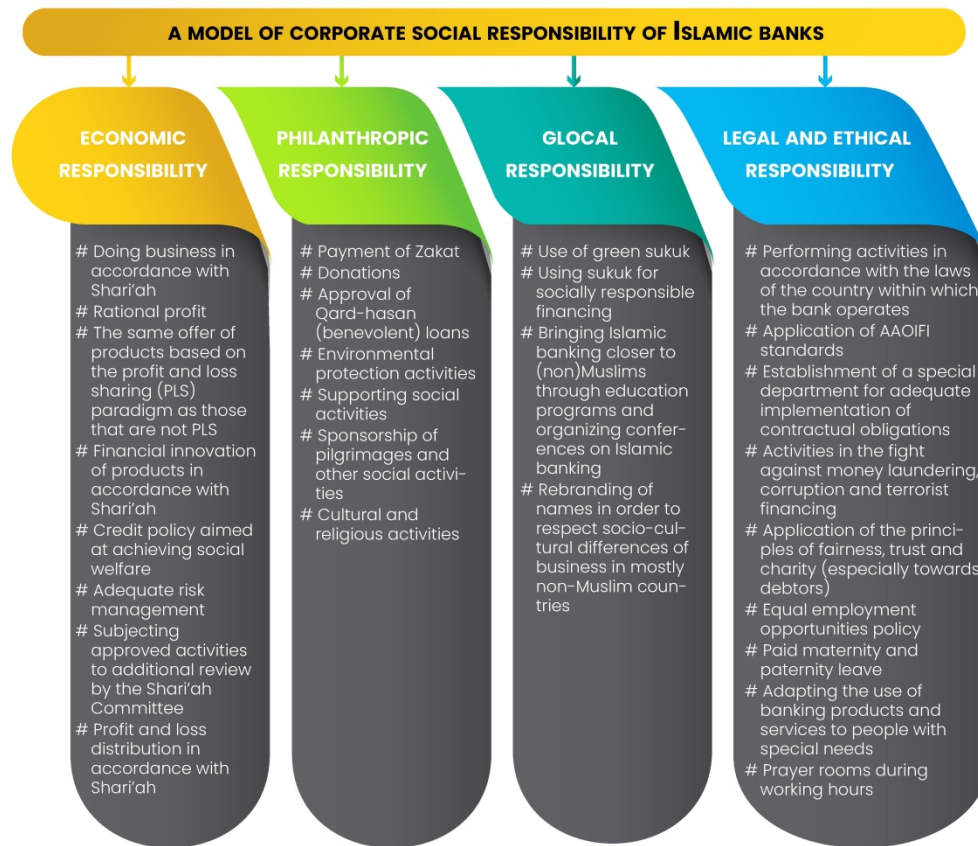 A MODEL OF CORPORATE SOCIAL RESPONSIBILITY OF ISLAMIC BANKS
ECONOMIC
RESPONSIBILITY
# Doing business in
accordance with
Shari'ah
# Rational profit
# The same offer of
products based on
the profit and loss
sharing (PLS)
paradigm as those
that are not PLS
# Financial innovation
of products in
accordance with
Shari'ah
# Credit policy aimed
at achieving social
welfare
# Adequate risk
management
# Subjecting
approved activities
to additional review
by the Shari'ah
Committee
# Profit and loss
distribution in
accordance with
Shari'ah
PHILANTHROPIC
RESPONSIBILITY
# Payment of Zakat
# Donations
# Approval of
Qard-hasan
(benevolent) loans
# Environmental
protection activities
# Supporting social
activities
# Sponsorship of
pilgrimages and
other social activi-
ties
# Cultural and
religious activities
GLOCAL
RESPONSIBILITY
# Use of green sukuk
# Using sukuk for
socially responsible
financing
# Bringing Islamic
banking closer to
(non)Muslims
through education
programs and
organizing confer-
ences on Islamic
banking
# Rebranding of
names in order to
respect socio-cul-
tural differences of
business in mostly
non-Muslim coun-
tries
LEGAL AND ETHICAL
RESPONSIBILITY
# Performing activities in
accordance with the laws
of the country within which
the bank operates
# Application of AAOIFI
standards
# Establishment of a special
department for adequate
implementation of
contractual obligations
# Activities in the fight
against money laundering,
corruption and terrorist
financing
# Application of the princi-
ples of fairness, trust and
charity (especially towards
debtors)
# Equal employment
opportunities policy
# Paid maternity and
paternity leave
# Adapting the use of
banking products and
services to people with
special needs
# Prayer rooms during
working hours